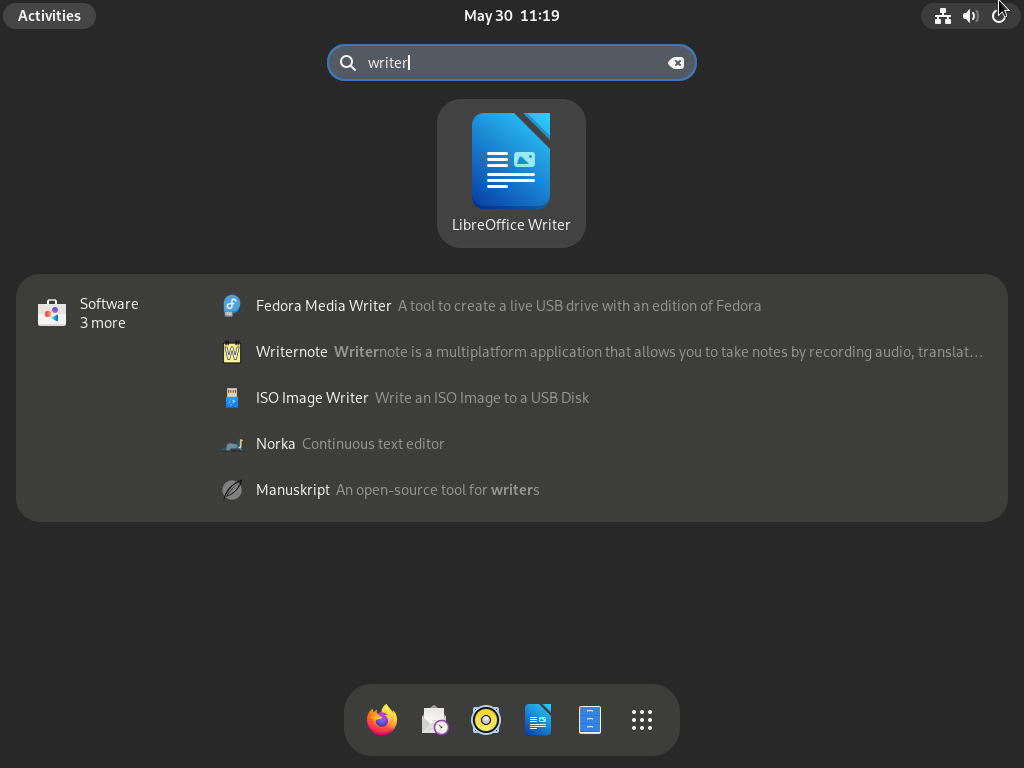 Activities
May 30 11:19
writer
LibreOffice Writer
Software
3 more
Fedora Media Writer A tool to create a live USB drive with an edition of Fedora
Writernote Writernote is a multiplatform application that allows you to take notes by recording audio, translat…
ISO Image Writer Write an ISO Image to a USB Disk
Norka Continuous text editor
Manuskript An open-source tool for writers